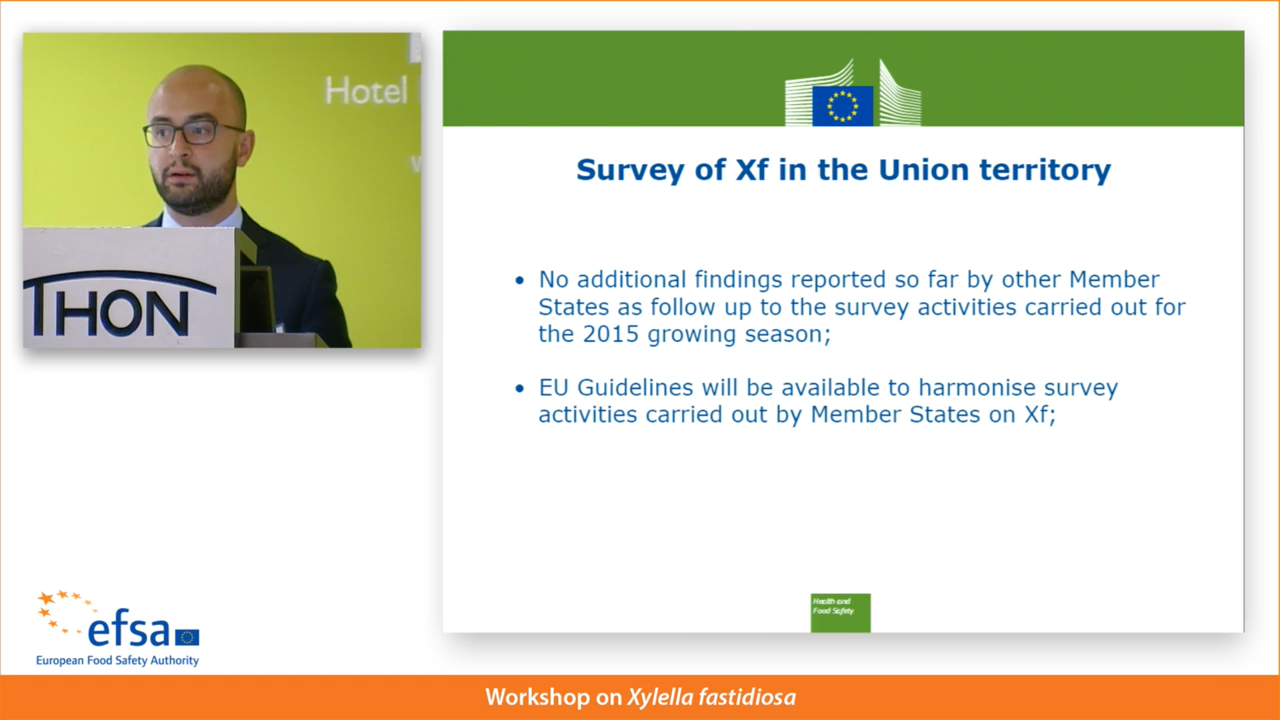 Hotel
THON
Survey of Xf in the Union territory
• No additional findings reported so far by other Member
States as follow up to the survey activities carried out for
the 2015 growing season;
• EU Guidelines will be available to harmonise survey
activities carried out by Member States on Xf;
Health and
Food Safety
efsa
European Food Safety Authority
Workshop on Xylella fastidiosa